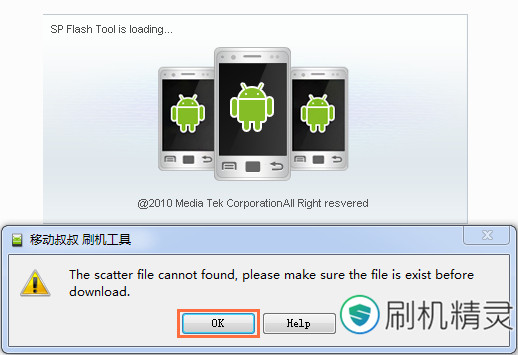 SP Flash Tool is loading...
@2010 Media Tek CorporationAll Right resvered
移动叔叔 刷机工具
The scatter file cannot found, please make sure the file is exist before
download.
OK
Help
刷机精灵